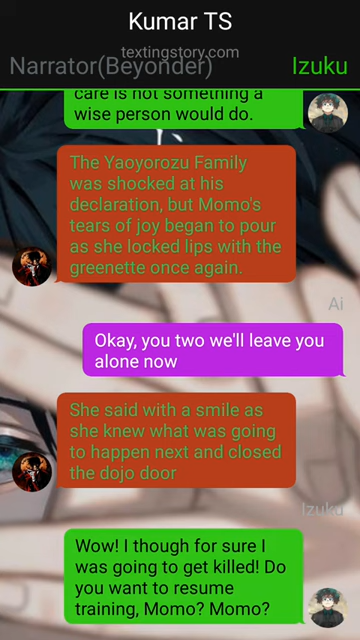 Kumar TS
textingstory.com
Narrator(Beyonder)
Izuku
care is not something a
wise person would do.
The Yaoyorozu Family
was shocked at his
declaration, but Momo's
tears of joy began to pour
as she locked lips with the
greenette once again.
Ai
Okay, you two we'll leave you
alone now
She said with a smile as
she knew what was going
to happen next and closed
the dojo door
Izuku
Wow! I though for sure I
was going to get killed! Do
you want to resume
training, Momo? Momo?